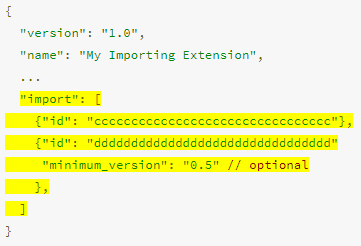 {
"version": "1.0",
"name": "My Importing Extension",
...
"import": [
{"id": "cccccccccccccccccccccccccccccccc"},
{"id": "dddddddddddddddddddddddddddddddd"
"minimum_version": "0.5" // optional
},
]
}